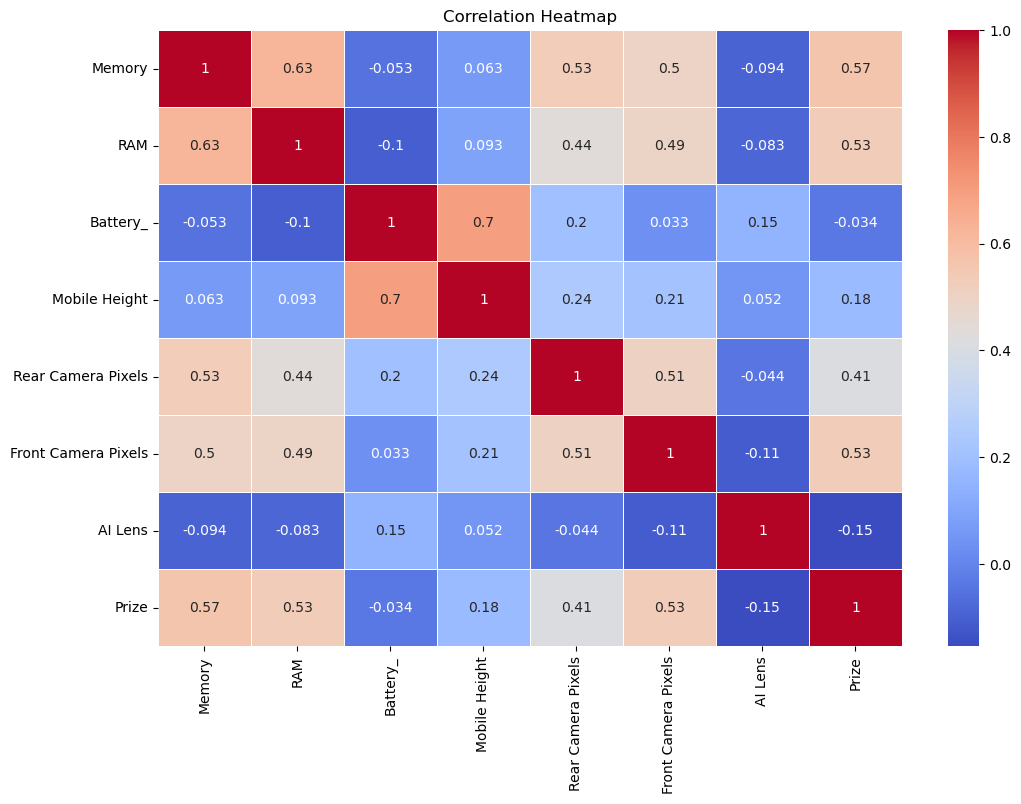 Correlation Heatmap
Memory 1 0.63 -0.053 0.063 0.53 0.5 -0.094 0.57
RAM 0.63 1 -0.1 0.093 0.44 0.49 -0.083 0.53
Battery_ -0.053 -0.1 1 0.7 0.2 0.033 0.15 -0.034
Mobile Height 0.063 0.093 0.7 1 0.24 0.21 0.052 0.18
Rear Camera Pixels 0.53 0.44 0.2 0.24 1 0.51 -0.044 0.41
Front Camera Pixels 0.5 0.49 0.033 0.21 0.51 1 -0.11 0.53
AI Lens -0.094 -0.083 0.15 0.052 -0.044 -0.11 1 -0.15
Prize 0.57 0.53 -0.034 0.18 0.41 0.53 -0.15 1
Memory
RAM
Battery_
Mobile Height
Rear Camera Pixels
Front Camera Pixels
AI Lens
Prize
1.0
0.8
0.6
0.4
0.2
0.0